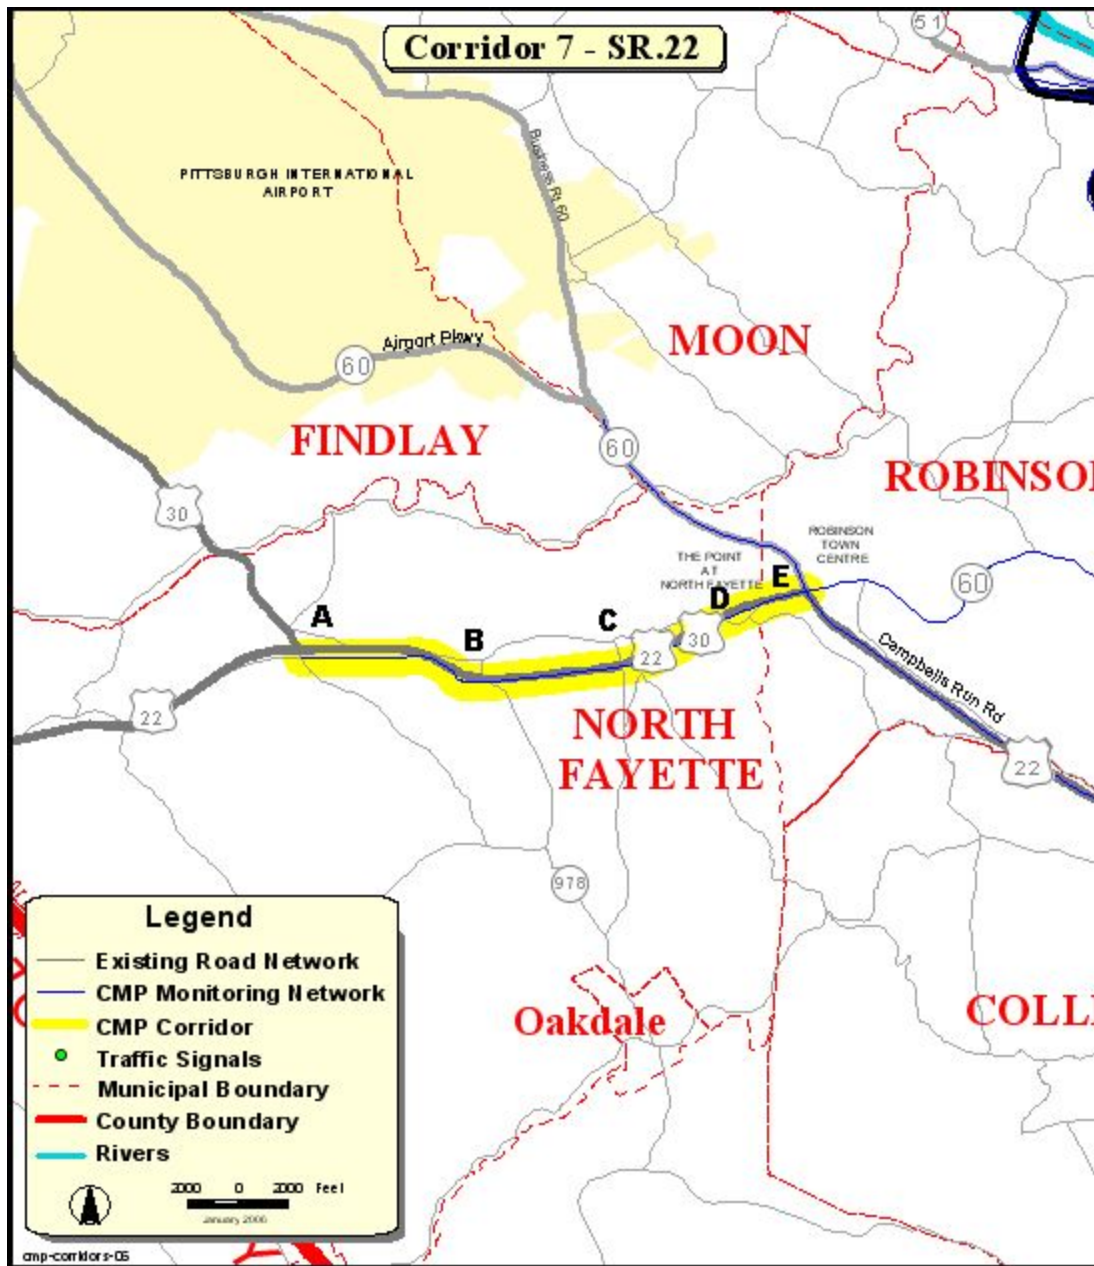 Corridor 7 - SR.22
51
Business Rt 60
PITTSBURGH INTERNATIONAL
AIRPORT
MOON
Airport Pkwy
60
FINDLAY
60
ROBINSON
30
ROBINSON
TOWN
CENTRE
THE POINT
AT
NORTH FAYETTE
E
60
D
A
C
B
30
22
Campbells Run Rd
22
NORTH
FAYETTE
22
978
Legend
Existing Road Network
CMP Monitoring Network
CMP Corridor
Traffic Signals
Municipal Boundary
County Boundary
Rivers
2000 0 2000 Feet
January 2006
Oakdale
COLLI
cmp-corridors-05